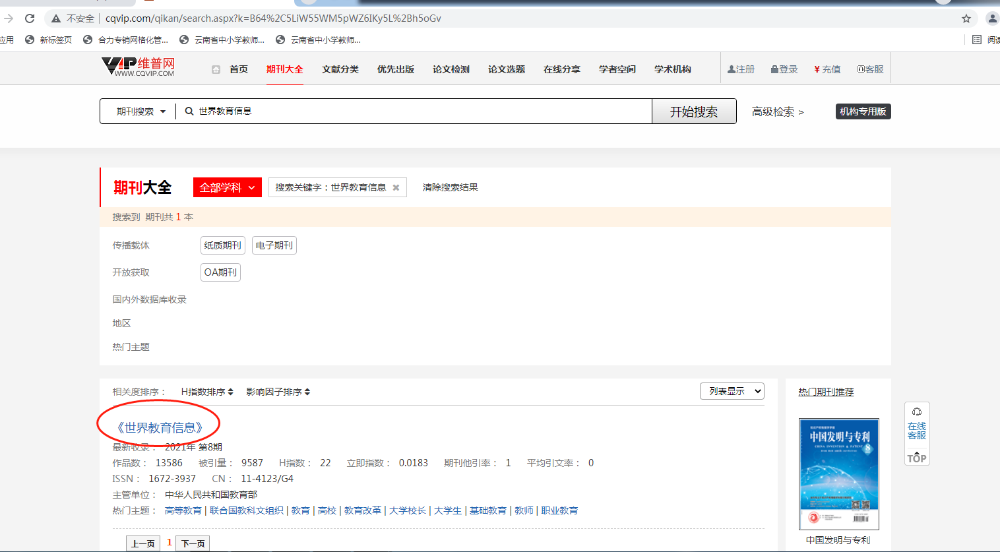 不安全 cqvip.com/qikan/search.aspx?k=B64%2C5LiW55WM5pWZ6IKy5L%2Bh5oGv
应用 新标签页 合力专销网格化管... 云南省中小学教师... 云南省中小学教师...
VIP 维普网
WWW.CQVIP.COM
首页 期刊大全 文献分类 优先出版 论文检测 论文选题 在线分享 学者空间 学术机构 注册 登录 ¥ 充值 客服
期刊搜索 世界教育信息 开始搜索 高级检索 > 机构专用版
期刊大全 全部学科 搜索关键字：世界教育信息 ✖ 清除搜索结果
搜索到 期刊共 1 本
传播载体 纸质期刊 电子期刊
开放获取 OA期刊
国内外数据库收录
地区
热门主题
相关度排序： H指数排序 影响因子排序 列表显示
《世界教育信息》
最新收录： 2021年 第8期
作品数： 13586 被引量： 9587 H指数： 22 立即指数： 0.0183 期刊他引率： 1 平均引文率： 0
ISSN： 1672-3937 CN： 11-4123/G4
主管单位： 中华人民共和国教育部
热门主题： 高等教育 | 联合国教科文组织 | 教育 | 高校 | 教育改革 | 大学校长 | 大学生 | 基础教育 | 教师 | 职业教育
上一页 1 下一页
热门期刊推荐
中国发明与专利
CHINA INVENTION & PATENT
8
中国发明与专利
在线
客服
TOP